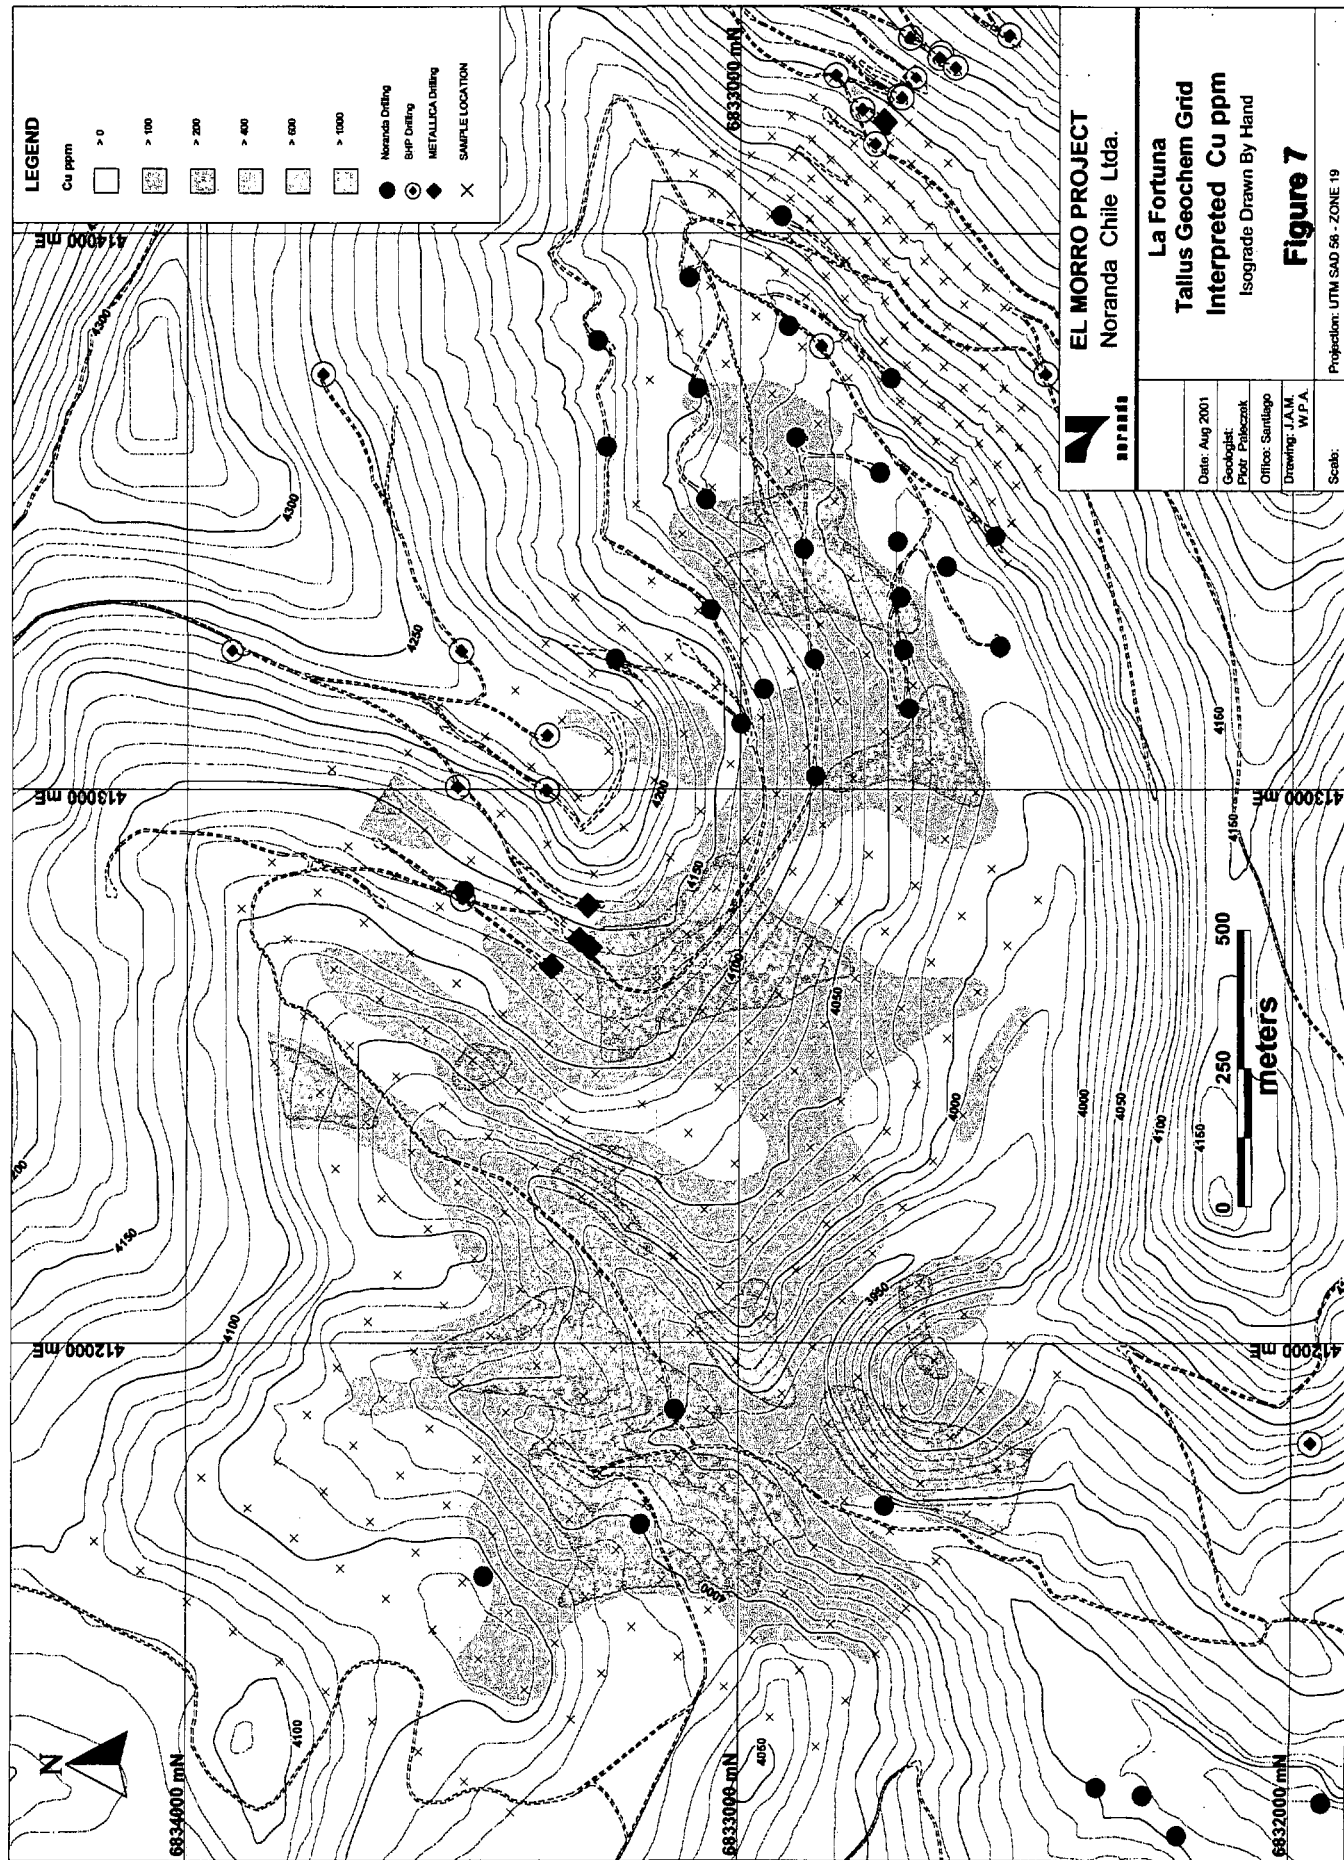 N
LEGEND
Cu ppm
> 0
> 100
> 200
> 400
> 600
> 1000
Noranda Drilling
BHP Drilling
METALLICA Drilling
SAMPLE LOCATION
412000 mE
413000 mE
414000 mE
6834000 mN
6833000 mN
6833000 mN
6832000 mN
412000 mE
413000 mE
4100
4150
4100
4250
4300
4300
4200
4150
4100
4050
4000
4000
3950
4050
4000
4050
4100
4150
4150
4160
0 250 500
meters
noranda
EL MORRO PROJECT
Noranda Chile Ltda.
Date: Aug 2001
Geologist:
Piotr Paleczek
Office: Santiago
Drawing: J.A.M.
W.P.A.
Scale:
La Fortuna
Tallus Geochem Grid
Interpreted Cu ppm
Isograde Drawn By Hand
Figure 7
Projection: UTM SAD 56 - ZONE 19